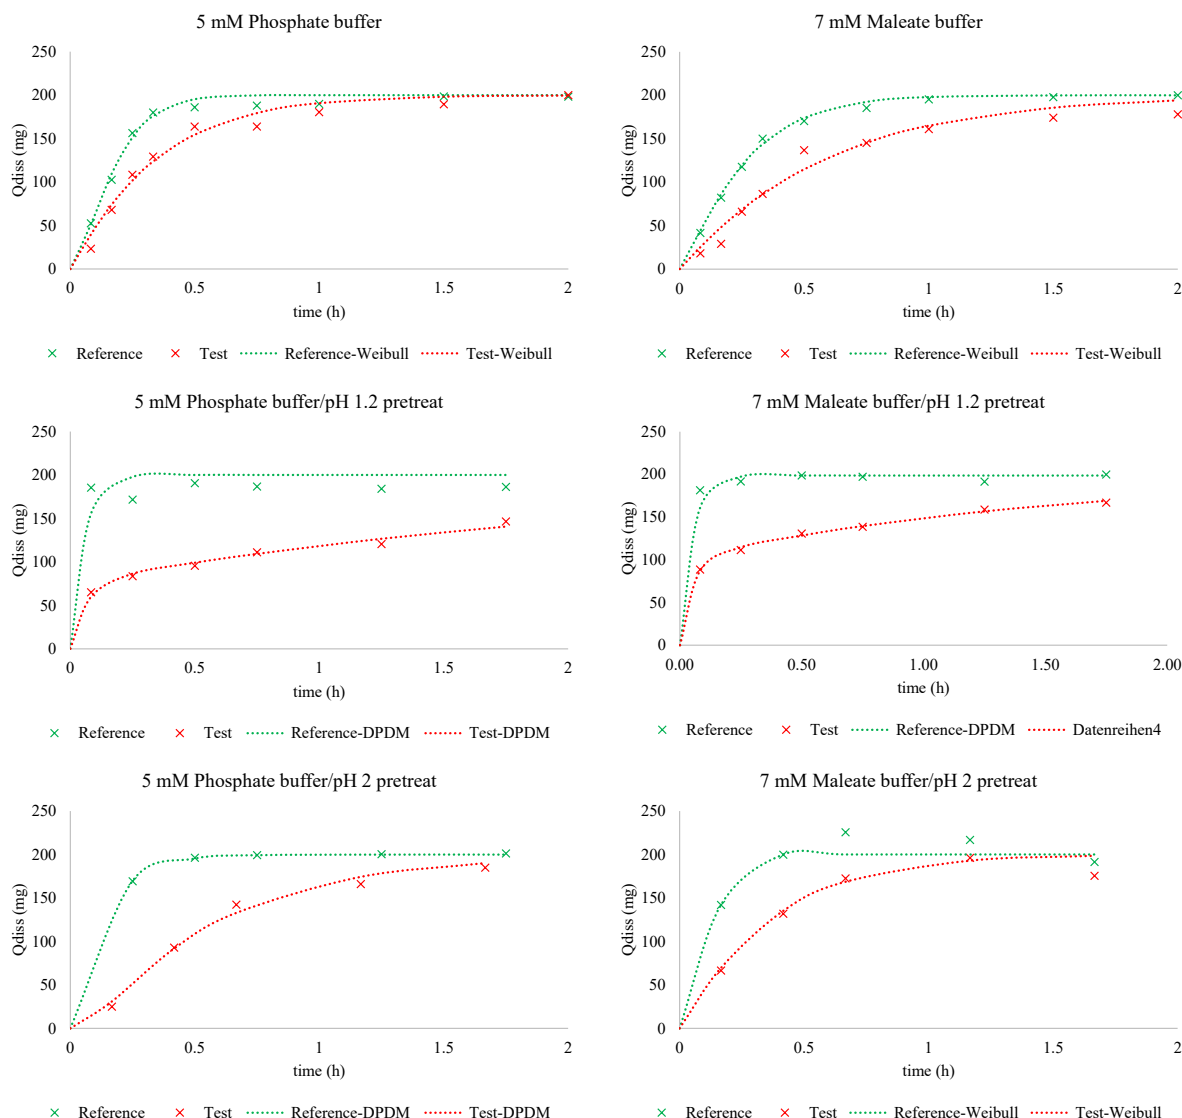 5 mM Phosphate buffer
250
200
150
100
50
0
Qdiss (mg)
0 0.5 1 1.5 2
time (h)
Reference Test Reference-Weibull Test-Weibull
7 mM Maleate buffer
250
200
150
100
50
0
Qdiss (mg)
0 0.5 1 1.5 2
time (h)
Reference Test Reference-Weibull Test-Weibull
5 mM Phosphate buffer/pH 1.2 pretreat
250
200
150
100
50
0
Qdiss (mg)
0 0.5 1 1.5 2
time (h)
Reference Test Reference-DPDM Test-DPDM
7 mM Maleate buffer/pH 1.2 pretreat
250
200
150
100
50
0
Qdiss (mg)
0.00 0.50 1.00 1.50 2.00
time (h)
Reference Test Reference-DPDM Datenreihen4
5 mM Phosphate buffer/pH 2 pretreat
250
200
150
100
50
0
Qdiss (mg)
0 0.5 1 1.5 2
time (h)
Reference Test Reference-DPDM Test-DPDM
7 mM Maleate buffer/pH 2 pretreat
250
200
150
100
50
0
Qdiss (mg)
0 0.5 1 1.5 2
time (h)
Reference Test Reference-Weibull Test-Weibull